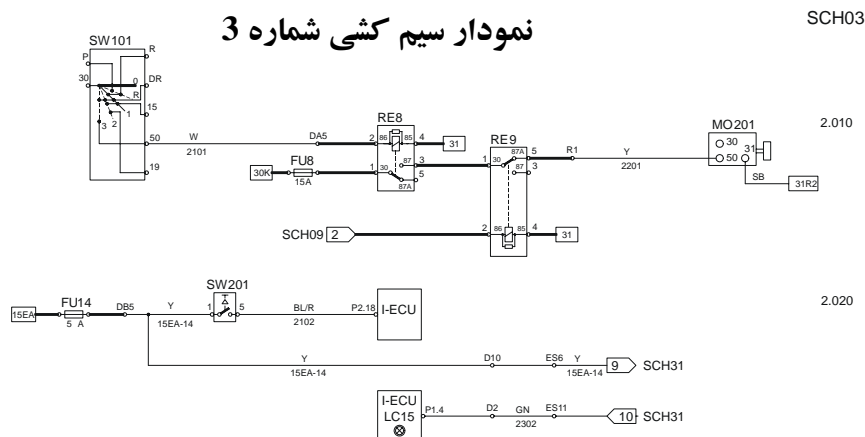 نمودار سیم کشی شماره 3
SCH03
SW101
P
R
30
0
DR
R
15
1
2
3
50
W
2101
DA5
19
RE8
2
86
85
4
31
30K
FU8
15A
1
30
87
3
87A
5
RE9
1
30
87A
5
87
3
R1
Y
2201
MO201
30
50
31
SB
31R2
2.010
SCH09
2
2
86
85
4
31
2.020
15EA
FU14
5 A
DB5
Y
15EA-14
SW201
1
5
BL/R
2102
P2.18
I-ECU
Y
15EA-14
D10
ES6
Y
15EA-14
9
SCH31
I-ECU
LC15
P1.4
D2
GN
2302
ES11
10
SCH31